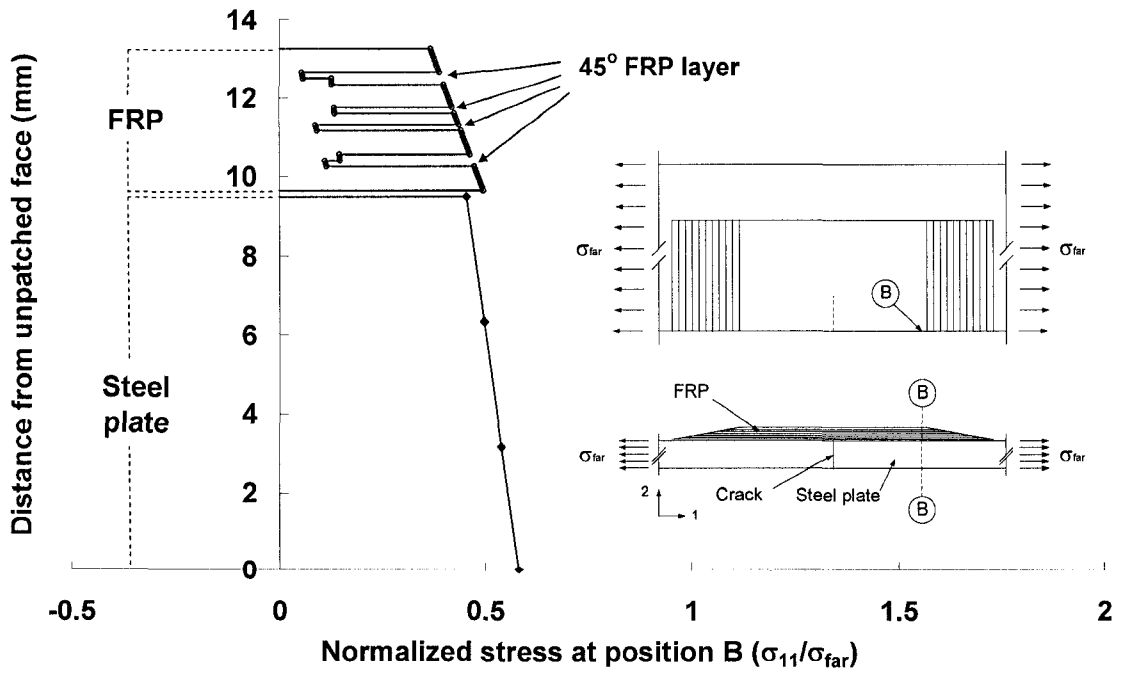 Distance from unpatched face (mm)
14
12
10
8
6
4
2
0
-0.5
0
0.5
1
1.5
2
Normalized stress at position B (σ11/σfar)
FRP
Steel
plate
45o FRP layer
σfar
σfar
B
FRP
B
σfar
σfar
Crack
Steel plate
B
2
1